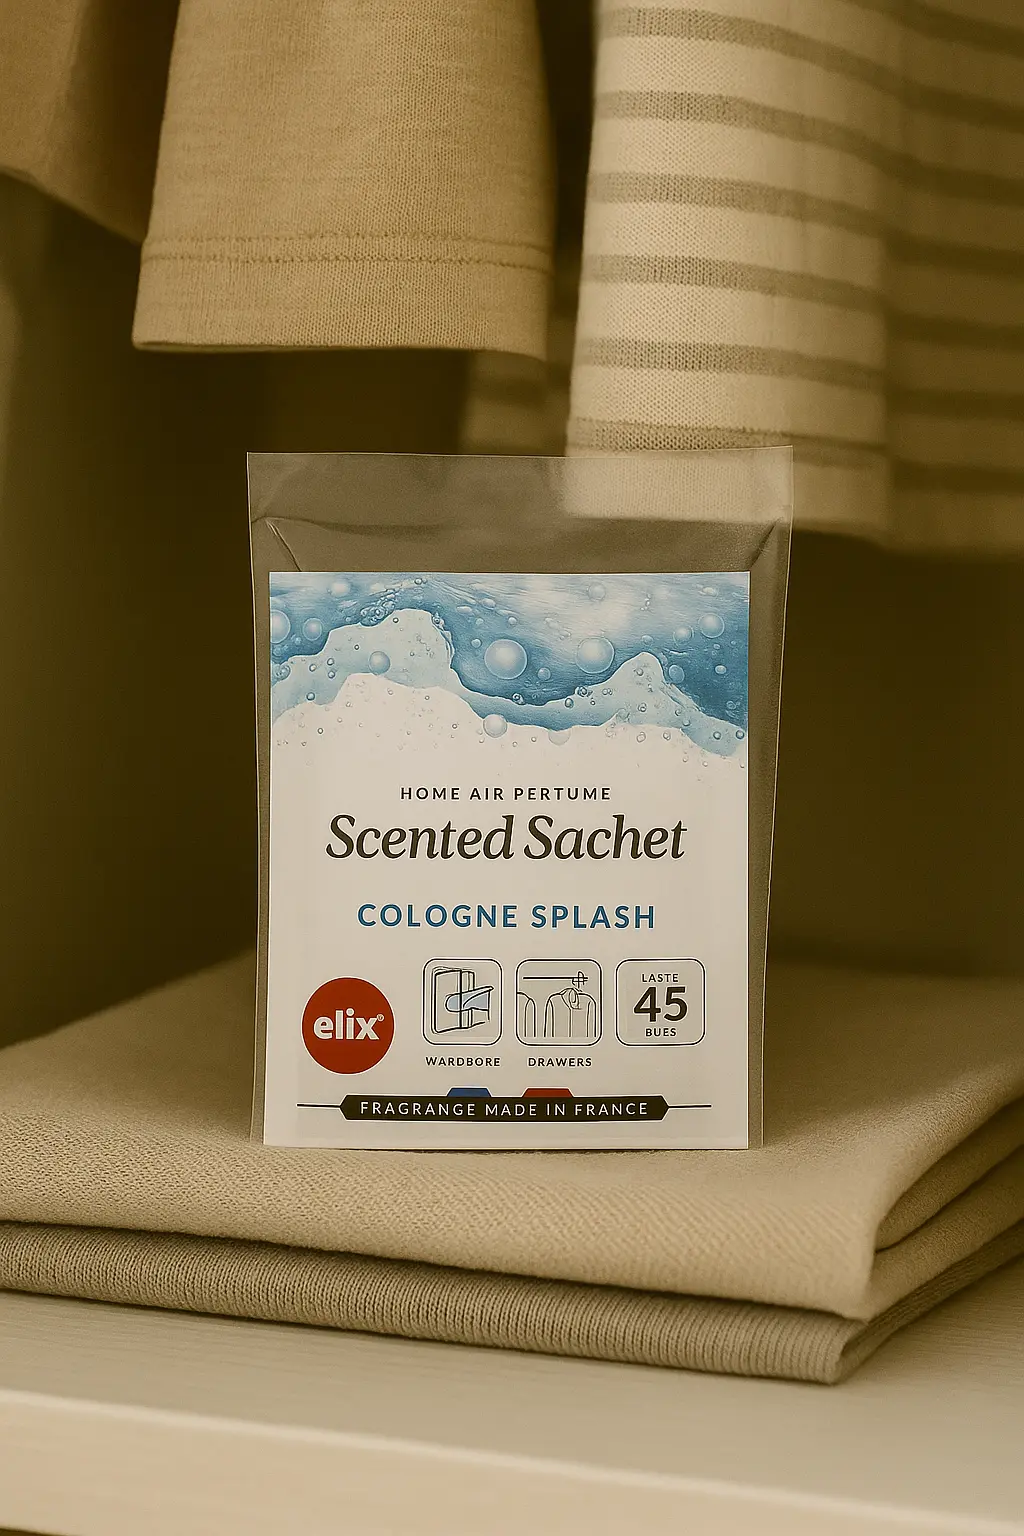 HOME AIR PERTUME
Scented Sachet
COLOGNE SPLASH
elix®
LASTE
45
BUES
WARDBORE
DRAWERS
FRAGRANGE MADE IN FRANCE